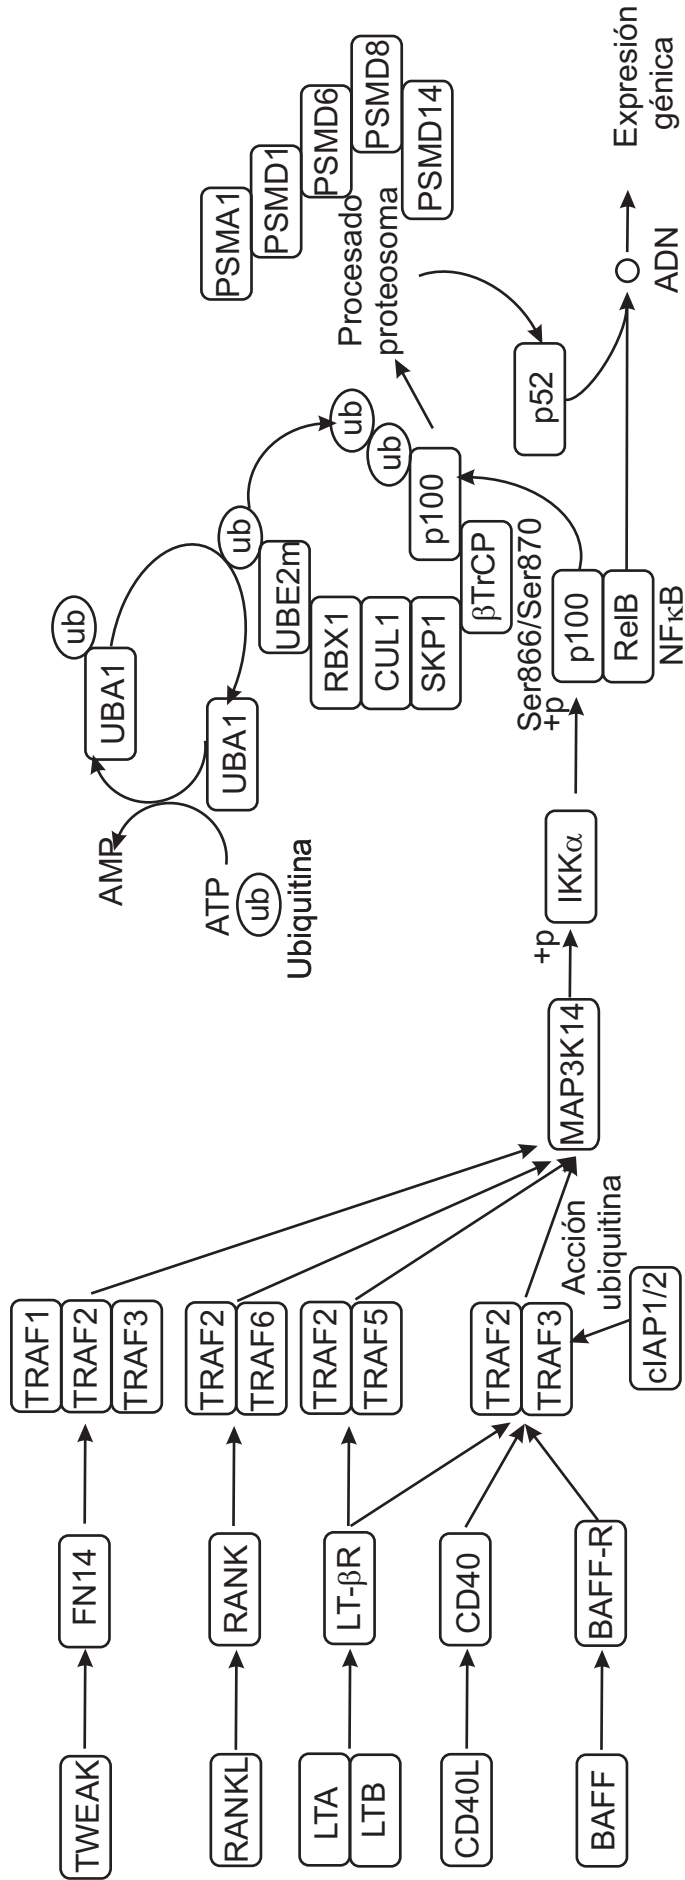 TWEAK
FN14
TRAF1
TRAF2
TRAF3
RANKL
RANK
TRAF2
TRAF6
LTA
LTB
LT-βR
TRAF2
TRAF5
CD40L
CD40
TRAF2
TRAF3
BAFF
BAFF-R
cIAP1/2
Acción
ubiquitina
MAP3K14
+p
IKKα
Ser866/Ser870
+p
p100
RelB
NFκB
AMP
ATP
ub
Ubiquitina
UBA1
ub
UBA1
ub
UBE2m
RBX1
CUL1
SKP1
βTrCP
p100
ub
ub
Procesado
proteosoma
PSMA1
PSMD1
PSMD6
PSMD8
PSMD14
p52
ADN
Expresión
génica